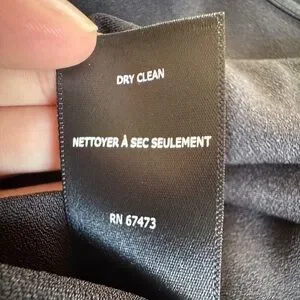 DRY CLEAN
NETTOYER À SEC SEULEMENT
RN 67473